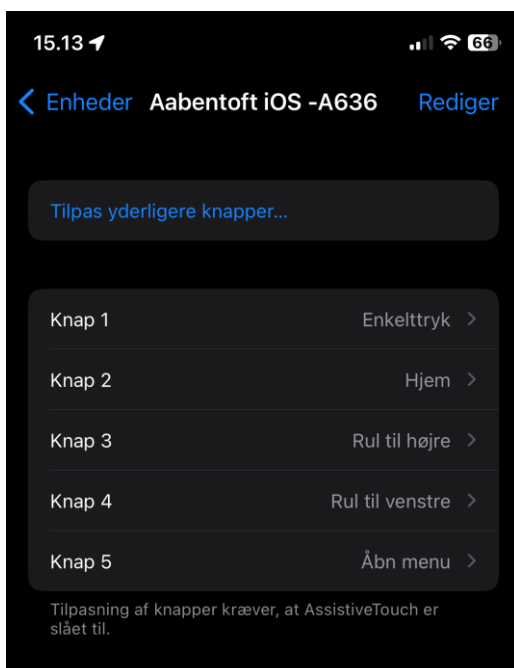 15.13
66
Enheder Aabentoft iOS -A636 Rediger
Tilpas yderligere knapper...
Knap 1 Enkelttryk
Knap 2 Hjem
Knap 3 Rul til højre
Knap 4 Rul til venstre
Knap 5 Åbn menu
Tilpasning af knapper kræver, at AssistiveTouch er
slået til.